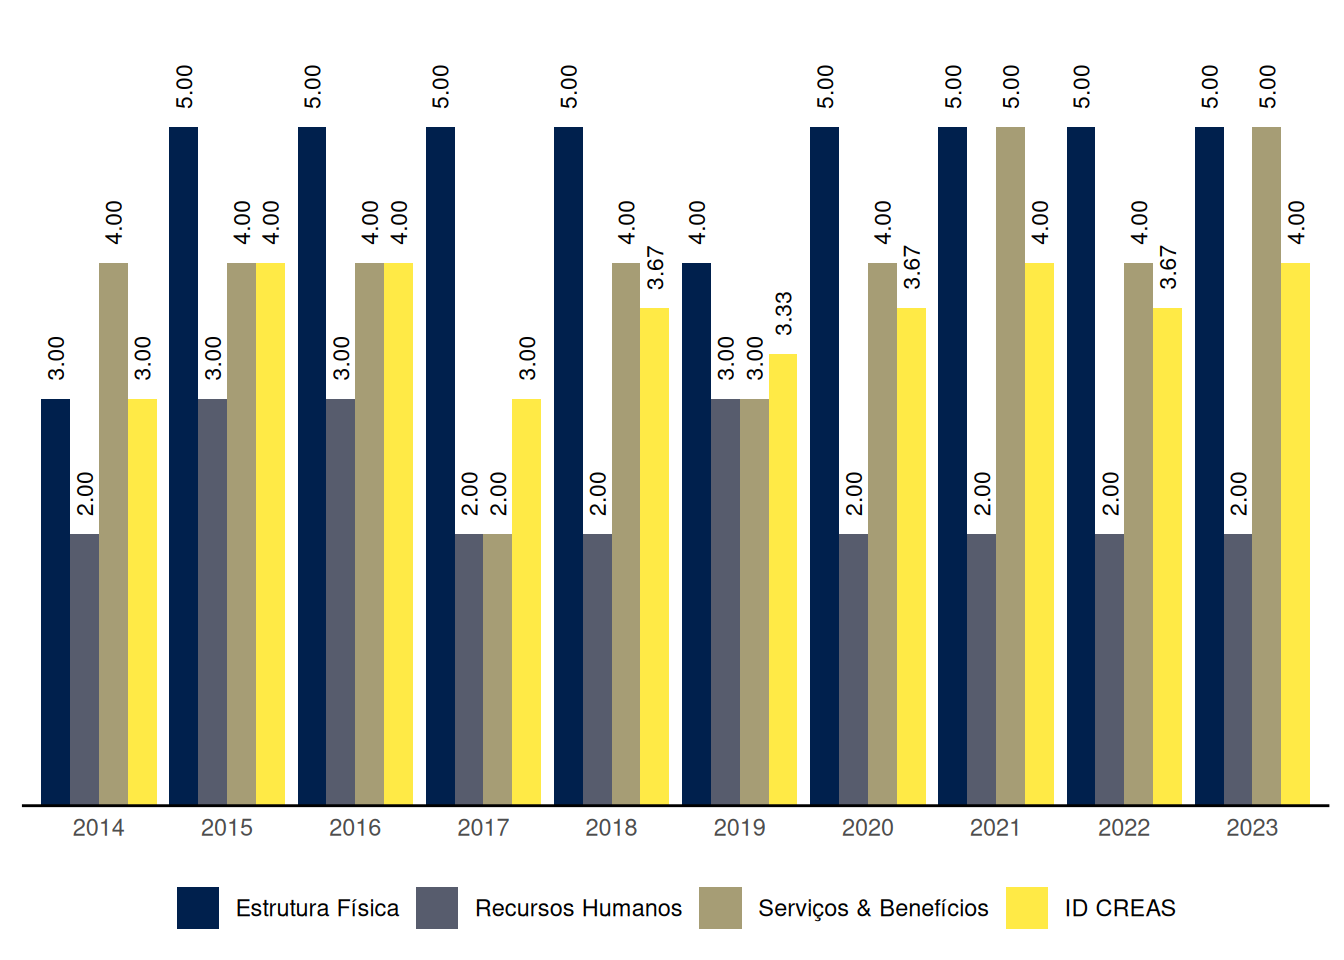 5.00 5.00 5.00 5.00 5.00 5.00 5.00 5.00 5.00 5.00
4.00 4.00 4.00 4.00 4.00 4.00 4.00 4.00 4.00 4.00 4.00
3.67 3.67 3.67
3.33
3.00 3.00 3.00 3.00 3.00 3.00 3.00
2.00 2.00 2.00 2.00 2.00 2.00 2.00 2.00
2014 2015 2016 2017 2018 2019 2020 2021 2022 2023
Estrutura Física Recursos Humanos Serviços & Benefícios ID CREAS